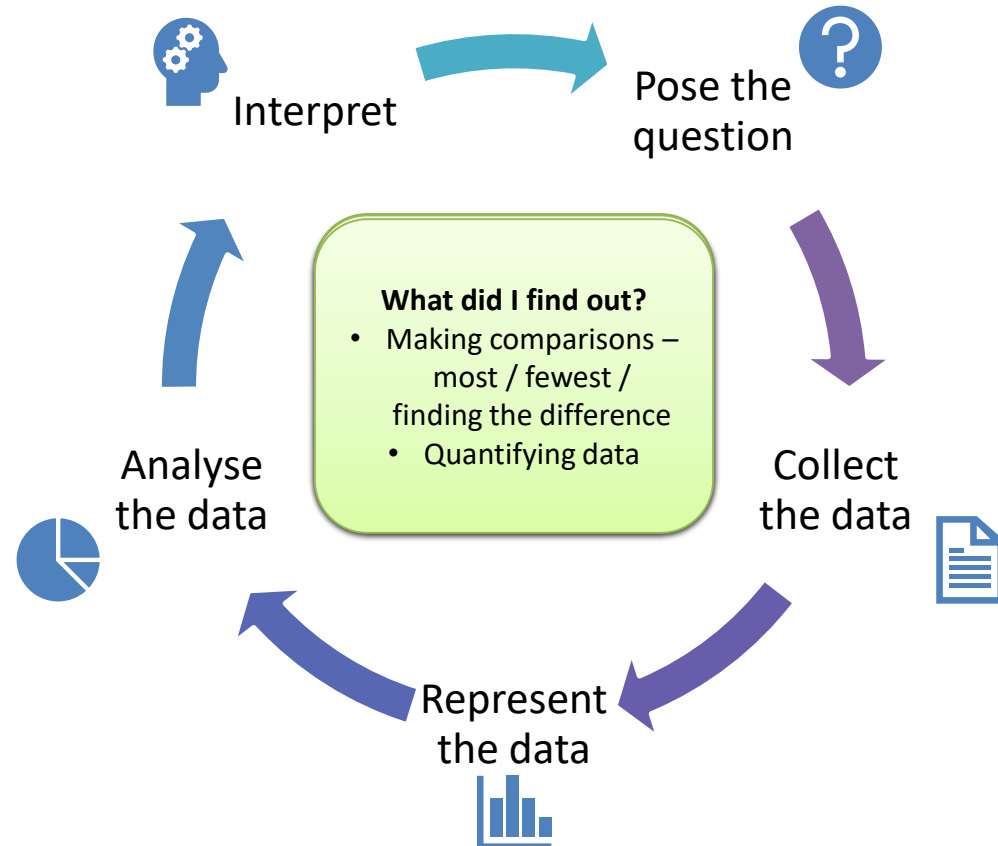 Interpret
Pose the
question
What did I find out?
• Making comparisons –
most / fewest /
finding the difference
• Quantifying data
Analyse
the data
Collect
the data
Represent
the data